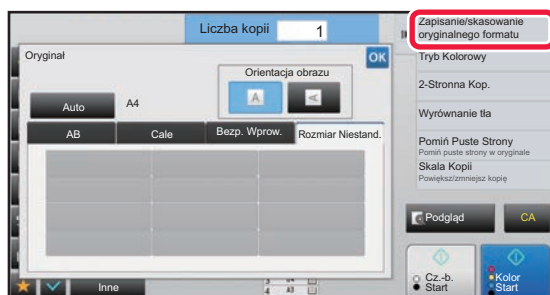 Liczba kopii 1
Zapisanie/skasowanie
oryginalnego formatu
Oryginał
OK
Tryb Kolorowy
Orientacja obrazu
2-Stronna Kop.
A A
Auto
A4
Wyrównanie tła
AB
Cale
Bezp. Wprow.
Rozmiar Niestand.
Pomiń Puste Strony
Pomiń puste strony w oryginale
Skala Kopii
Powiększ/zmniejsz kopię
Podgląd
CA
Cz.-b.
Start
Kolor
Start
Inne
4 A3